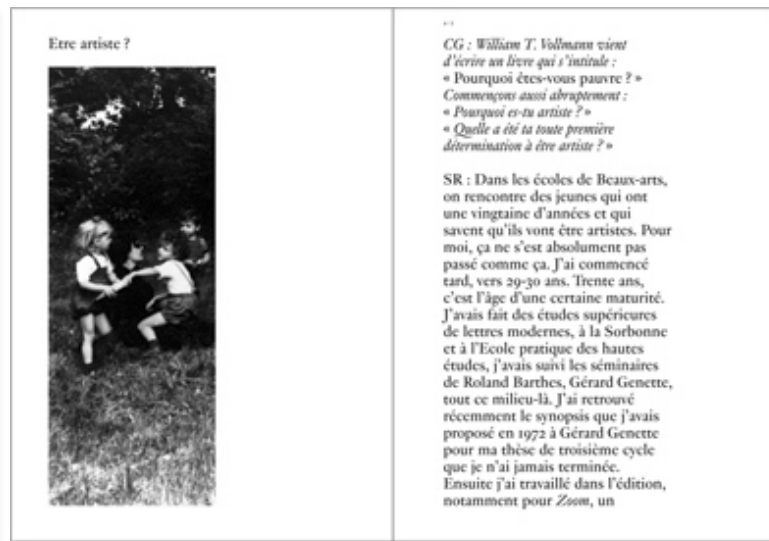 Etre artiste ?
CG : William T. Vollmann vient
d'écrire un livre qui s'intitule :
« Pourquoi êtes-vous pauvre ? »
Commençons aussi abruptement :
« Pourquoi es-tu artiste ? »
« Quelle a été ta toute première
détermination à être artiste ? »
SR : Dans les écoles de Beaux-arts,
on rencontre des jeunes qui ont
une vingtaine d'années et qui
savent qu'ils vont être artistes. Pour
moi, ça ne s'est absolument pas
passé comme ça. J'ai commencé
tard, vers 29-30 ans. Trente ans,
c'est l'âge d'une certaine maturité.
J'avais fait des études supérieures
de lettres modernes, à la Sorbonne
et à l'Ecole pratique des hautes
études, j'avais suivi les séminaires
de Roland Barthes, Gérard Genette,
tout ce milieu-là. J'ai retrouvé
récemment le synopsis que j'avais
proposé en 1972 à Gérard Genette
pour ma thèse de troisième cycle
que je n'ai jamais terminée.
Ensuite j'ai travaillé dans l'édition,
notamment pour Zoom, un